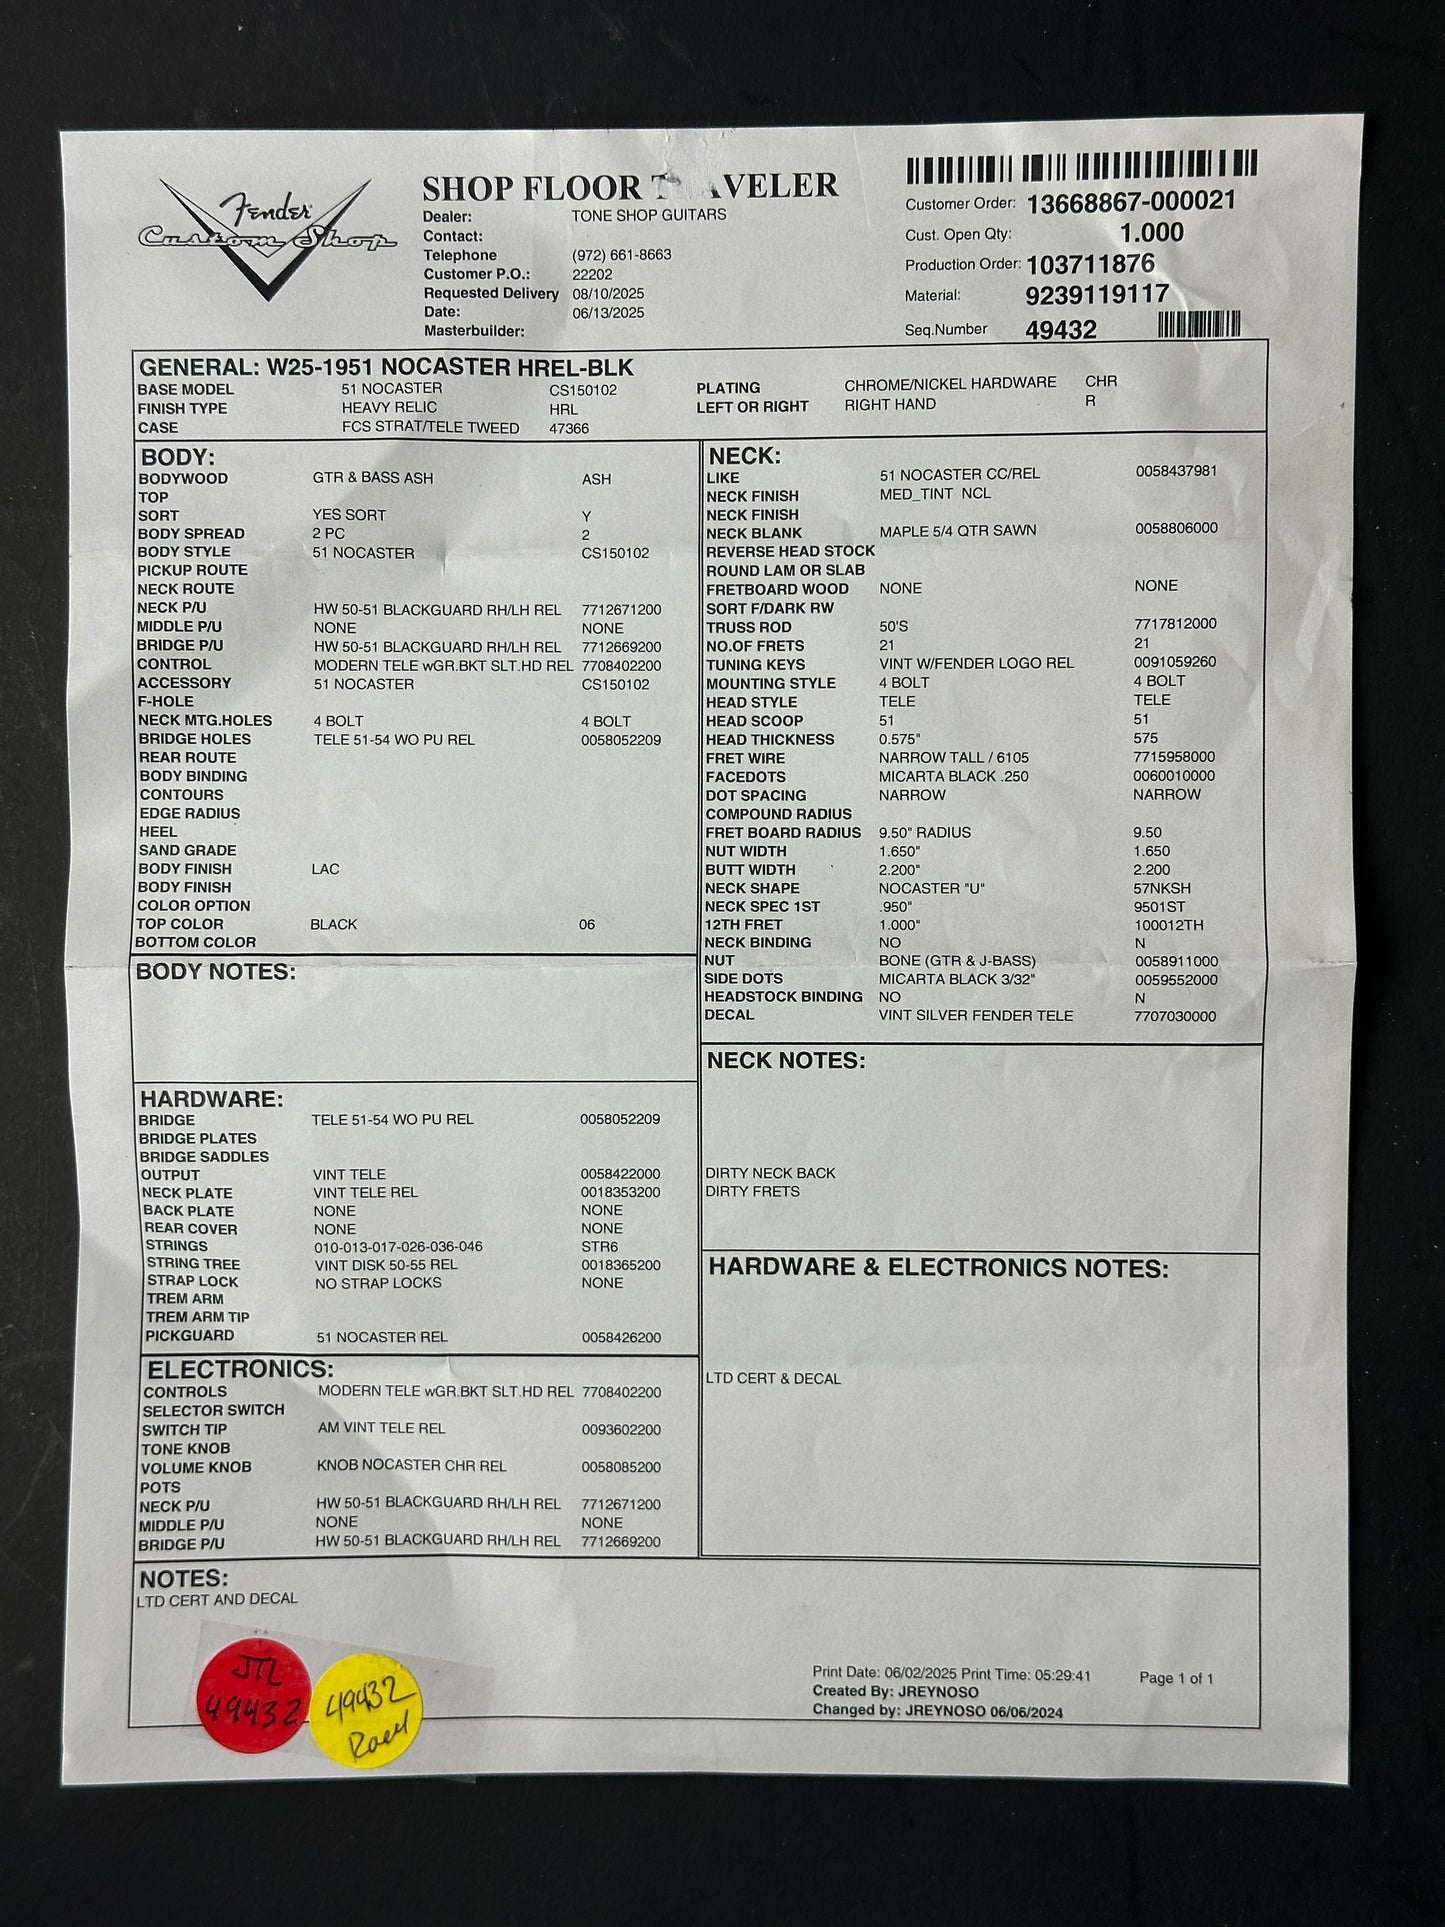 Fender
Custom Shop
SHOP FLOOR T AVELER
Dealer: TONE SHOP GUITARS
Contact:
Telephone (972) 661-8663
Customer P.O.: 22202
Requested Delivery 08/10/2025
Date: 06/13/2025
Masterbuilder:
Customer Order: 13668867-000021
Cust. Open Qty: 1.000
Production Order: 103711876
Material: 9239119117
Seq.Number 49432
GENERAL: W25-1951 NOCASTER HREL-BLK
BASE MODEL 51 NOCASTER CS150102 PLATING CHROME/NICKEL HARDWARE CHR
FINISH TYPE HEAVY RELIC HRL LEFT OR RIGHT RIGHT HAND R
CASE FCS STRAT/TELE TWEED 47366
BODY:
BODYWOOD GTR & BASS ASH ASH
TOP
SORT YES SORT Y
BODY SPREAD 2 PC 2
BODY STYLE 51 NOCASTER CS150102
PICKUP ROUTE
NECK ROUTE
NECK P/U HW 50-51 BLACKGUARD RH/LH REL 7712671200
MIDDLE P/U NONE NONE
BRIDGE P/U HW 50-51 BLACKGUARD RH/LH REL 7712669200
CONTROL MODERN TELE wGR.BKT SLT.HD REL 7708402200
ACCESSORY 51 NOCASTER CS150102
F-HOLE
NECK MTG.HOLES 4 BOLT 4 BOLT
BRIDGE HOLES TELE 51-54 WO PU REL 0058052209
REAR ROUTE
BODY BINDING
CONTOURS
EDGE RADIUS
HEEL
SAND GRADE
BODY FINISH LAC
BODY FINISH
COLOR OPTION
TOP COLOR BLACK 06
BOTTOM COLOR
BODY NOTES:
HARDWARE:
BRIDGE TELE 51-54 WO PU REL 0058052209
BRIDGE PLATES
BRIDGE SADDLES
OUTPUT VINT TELE 0058422000
NECK PLATE VINT TELE REL 0018353200
BACK PLATE NONE NONE
REAR COVER NONE NONE
STRINGS 010-013-017-026-036-046 STR6
STRING TREE VINT DISK 50-55 REL 0018365200
STRAP LOCK NO STRAP LOCKS NONE
TREM ARM
TREM ARM TIP
PICKGUARD 51 NOCASTER REL 0058426200
ELECTRONICS:
CONTROLS MODERN TELE wGR.BKT SLT.HD REL 7708402200
SELECTOR SWITCH
SWITCH TIP AM VINT TELE REL 0093602200
TONE KNOB
VOLUME KNOB KNOB NOCASTER CHR REL 0058085200
POTS
NECK P/U HW 50-51 BLACKGUARD RH/LH REL 7712671200
MIDDLE P/U NONE NONE
BRIDGE P/U HW 50-51 BLACKGUARD RH/LH REL 7712669200
NECK:
LIKE 51 NOCASTER CC/REL 0058437981
NECK FINISH MED_TINT NCL
NECK FINISH
NECK BLANK MAPLE 5/4 QTR SAWN 0058806000
REVERSE HEAD STOCK
ROUND LAM OR SLAB
FRETBOARD WOOD NONE NONE
SORT F/DARK RW
TRUSS ROD 50'S 7717812000
NO.OF FRETS 21 21
TUNING KEYS VINT W/FENDER LOGO REL 0091059260
MOUNTING STYLE 4 BOLT 4 BOLT
HEAD STYLE TELE TELE
HEAD SCOOP 51 51
HEAD THICKNESS 0.575" 575
FRET WIRE NARROW TALL / 6105 7715958000
FACEDOTS MICARTA BLACK .250 0060010000
DOT SPACING NARROW NARROW
COMPOUND RADIUS
FRET BOARD RADIUS 9.50" RADIUS 9.50
NUT WIDTH 1.650" 1.650
BUTT WIDTH 2.200" 2.200
NECK SHAPE NOCASTER "U" 57NKSH
NECK SPEC 1ST .950" 9501ST
12TH FRET 1.000" 100012TH
NECK BINDING NO N
NUT BONE (GTR & J-BASS) 0058911000
SIDE DOTS MICARTA BLACK 3/32" 0059552000
HEADSTOCK BINDING NO N
DECAL VINT SILVER FENDER TELE 7707030000
NECK NOTES:
DIRTY NECK BACK
DIRTY FRETS
HARDWARE & ELECTRONICS NOTES:
LTD CERT & DECAL
NOTES:
LTD CERT AND DECAL
49432
49432
Print Date: 06/02/2025 Print Time: 05:29:41 Page 1 of 1
Created By: JREYNOSO
Changed by: JREYNOSO 06/06/2024